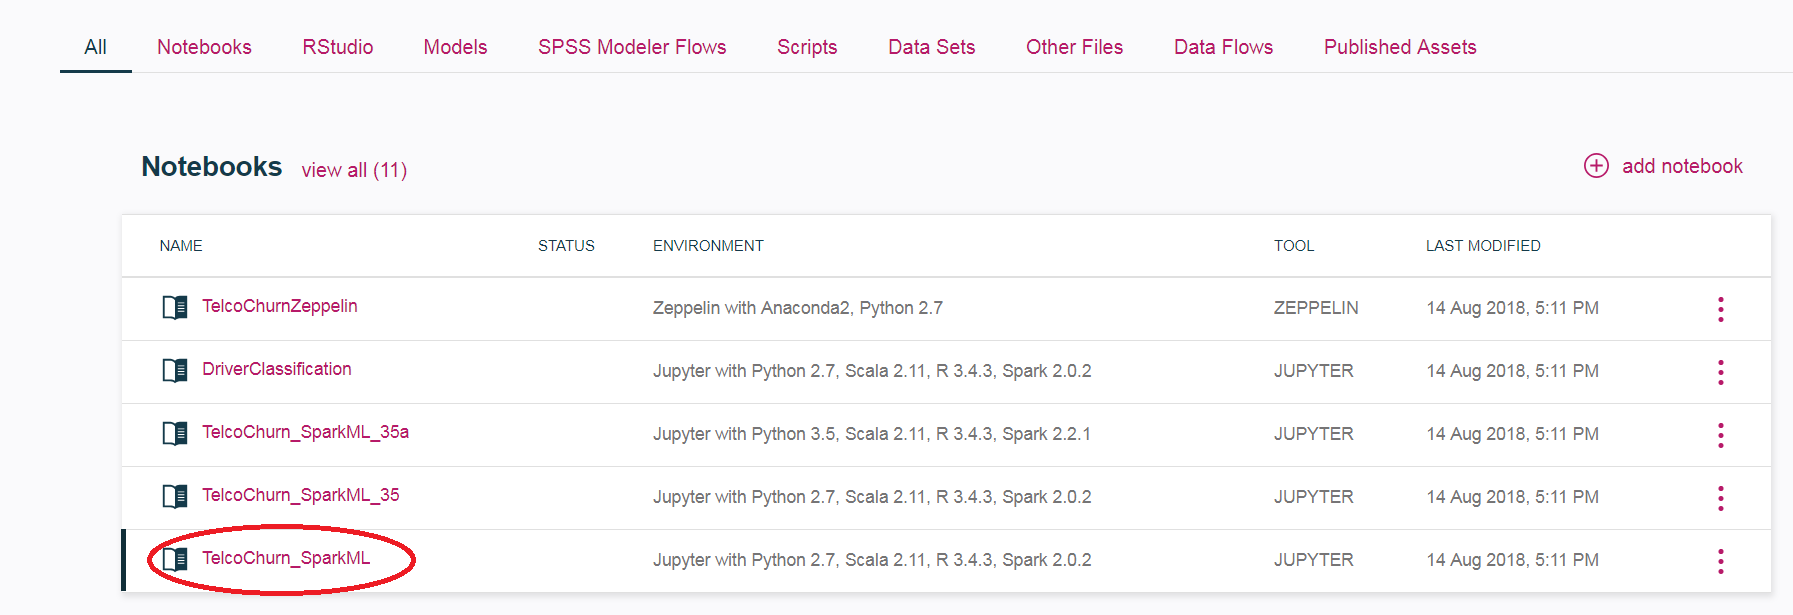 All Notebooks RStudio Models SPSS Modeler Flows Scripts Data Sets Other Files Data Flows Published Assets
Notebooks view all (11) add notebook
NAME STATUS ENVIRONMENT TOOL LAST MODIFIED
TelcoChurnZeppelin Zeppelin with Anaconda2, Python 2.7 ZEPPELIN 14 Aug 2018, 5:11 PM
DriverClassification Jupyter with Python 2.7, Scala 2.11, R 3.4.3, Spark 2.0.2 JUPYTER 14 Aug 2018, 5:11 PM
TelcoChurn_SparkML_35a Jupyter with Python 3.5, Scala 2.11, R 3.4.3, Spark 2.2.1 JUPYTER 14 Aug 2018, 5:11 PM
TelcoChurn_SparkML_35 Jupyter with Python 2.7, Scala 2.11, R 3.4.3, Spark 2.0.2 JUPYTER 14 Aug 2018, 5:11 PM
TelcoChurn_SparkML Jupyter with Python 2.7, Scala 2.11, R 3.4.3, Spark 2.0.2 JUPYTER 14 Aug 2018, 5:11 PM